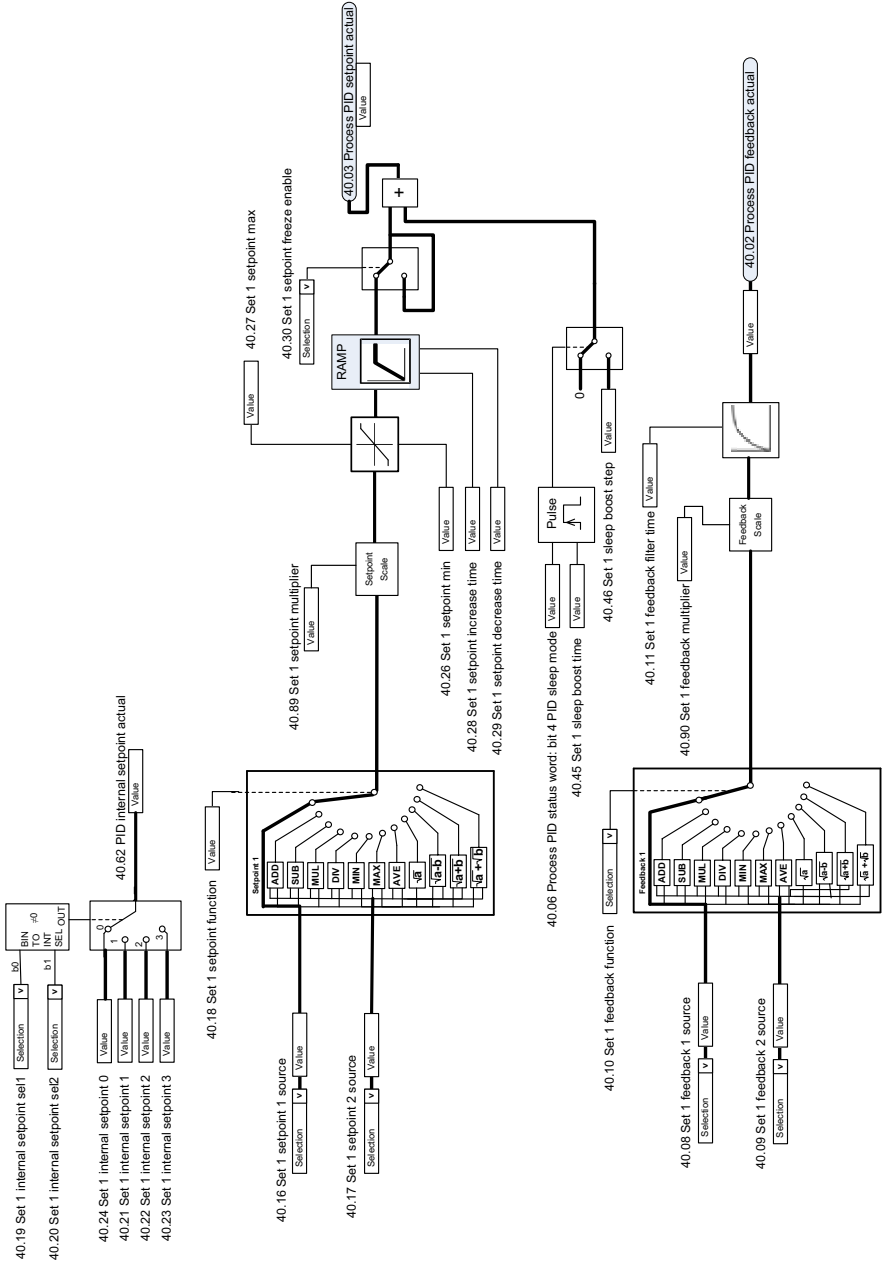 40.19 Set 1 internal setpoint sel1
Selection
v
b0
40.20 Set 1 internal setpoint sel2
Selection
v
b1
BIN
TO
INT
SEL
≠0
OUT
40.24 Set 1 internal setpoint 0
Value
0
40.21 Set 1 internal setpoint 1
Value
1
40.22 Set 1 internal setpoint 2
Value
2
40.23 Set 1 internal setpoint 3
Value
3
40.62 PID internal setpoint actual
Value
40.18 Set 1 setpoint function
Value
40.16 Set 1 setpoint 1 source
Selection
v
Value
40.17 Set 1 setpoint 2 source
Selection
v
Value
Setpoint 1
ADD
SUB
MUL
DIV
MIN
MAX
AVE
√a
√a-b
√a+b
√a+√b
40.89 Set 1 setpoint multiplier
Value
Setpoint
Scale
40.27 Set 1 setpoint max
Value
40.26 Set 1 setpoint min
Value
40.28 Set 1 setpoint increase time
Value
40.29 Set 1 setpoint decrease time
Value
RAMP
40.30 Set 1 setpoint freeze enable
Selection
v
+
40.03 Process PID setpoint actual
Value
40.06 Process PID status word: bit 4 PID sleep mode
Value
40.45 Set 1 sleep boost time
Value
Pulse
0
40.46 Set 1 sleep boost step
Value
40.10 Set 1 feedback function
Selection
v
40.08 Set 1 feedback 1 source
Selection
v
Value
40.09 Set 1 feedback 2 source
Selection
v
Value
Feedback 1
ADD
SUB
MUL
DIV
MIN
MAX
AVE
√a
√a-b
√a+b
√a+√b
40.90 Set 1 feedback multiplier
Value
Feedback
Scale
40.11 Set 1 feedback filter time
Value
Value
40.02 Process PID feedback actual